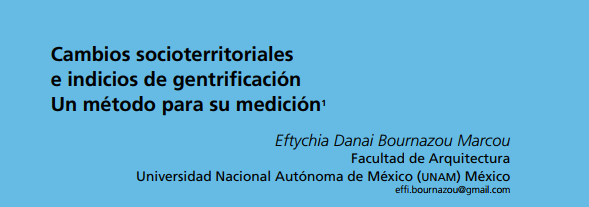 Cambios socioterritoriales
e indicios de gentrificación
Un método para su medición¹
Eftychia Danai Bournazou Marcou
Facultad de Arquitectura
Universidad Nacional Autónoma de México (UNAM) México
effi.bournazou@gmail.com